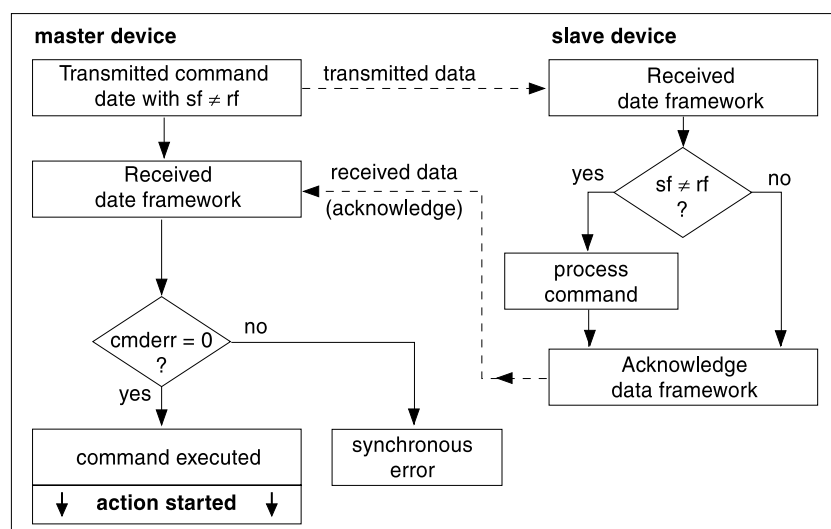 master device
slave device
Transmitted command
date with sf ≠ rf
transmitted data
Received
date framework
Received
date framework
received data
(acknowledge)
yes
sf ≠ rf
?
no
process
command
cmderr = 0
?
no
yes
Acknowledge
data framework
command executed
synchronous
error
↓ action started ↓